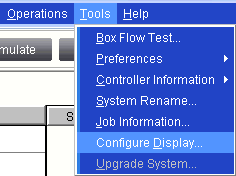 Operations Tools Help
mulate
Box Flow Test...
Preferences
Controller Information
System Rename...
S
Job Information...
Configure Display...
Upgrade System...